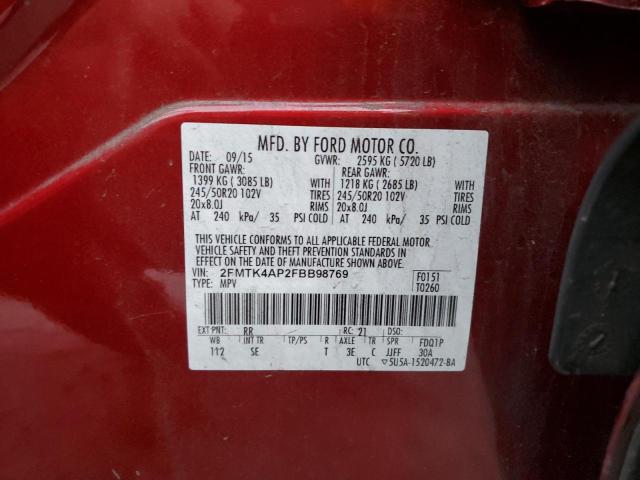 MFD. BY FORD MOTOR CO.
DATE: 09/15 GVWR: 2595 KG ( 5720 LB)
FRONT GAWR: REAR GAWR:
1399 KG ( 3085 LB) WITH 1218 KG ( 2685 LB) WITH
245/50R20 102V TIRES 245/50R20 102V TIRES
20x8.0J RIMS 20x8.0J RIMS
AT 240 kPa/ 35 PSI COLD AT 240 kPa/ 35 PSI COLD
THIS VEHICLE CONFORMS TO ALL APPLICABLE FEDERAL MOTOR
VEHICLE SAFETY AND THEFT PREVENTION STANDARDS IN
EFFECT ON THE DATE OF MANUFACTURE SHOWN ABOVE.
VIN: 2FMTK4AP2FBB98769 F0151
TYPE: MPV T0260
EXT PNT: RR RC: 21 DSO:
WB INT TR TP/PS R AXLE TR SPR FDQ1P
112 SE T 3E C JJFF 30A
UTC 5U5A-1520472-BA